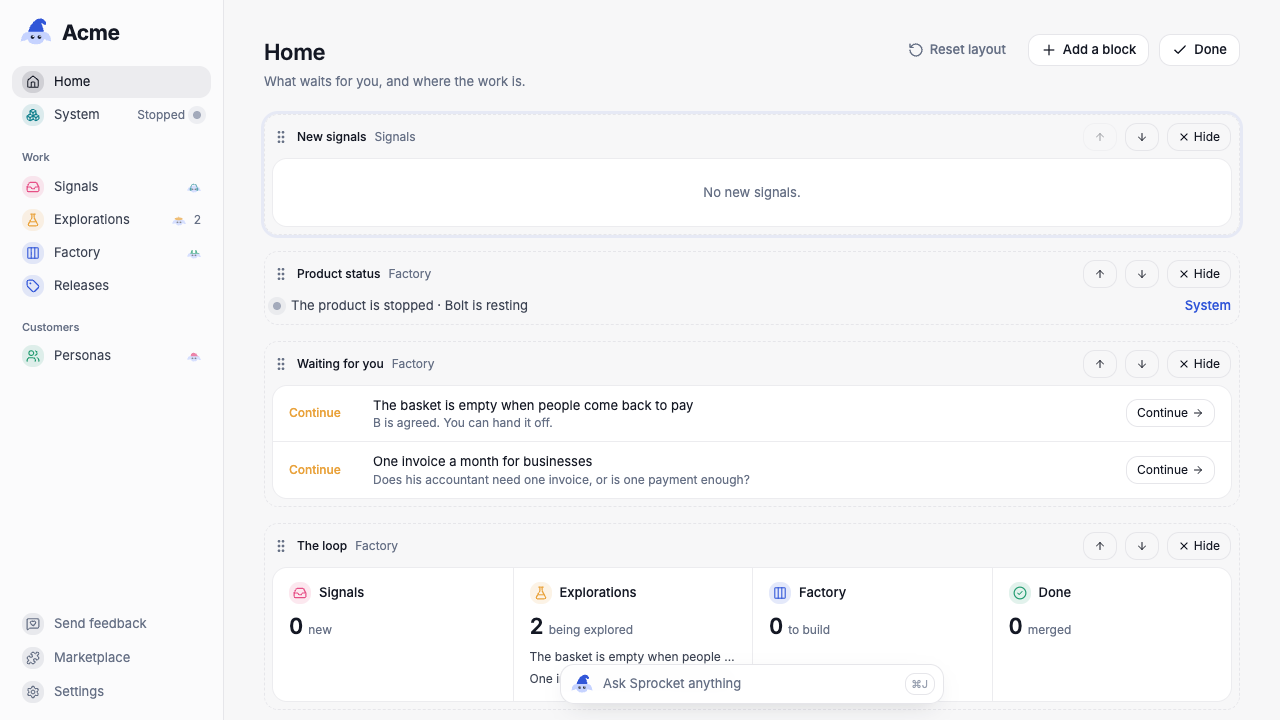 Acme
Home
System
Stopped
Work
Signals
Explorations
2
Factory
Releases
Customers
Personas
Send feedback
Marketplace
Settings
Home
What waits for you, and where the work is.
Reset layout
Add a block
Done
New signals Signals
Hide
No new signals.
Product status Factory
Hide
The product is stopped · Bolt is resting
System
Waiting for you Factory
Hide
Continue
The basket is empty when people come back to pay
B is agreed. You can hand it off.
Continue
Continue
One invoice a month for businesses
Does his accountant need one invoice, or is one payment enough?
Continue
The loop Factory
Hide
Signals
0 new
Explorations
2 being explored
The basket is empty when people ...
One i
Factory
0 to build
Done
0 merged
Ask Sprocket anything
⌘J